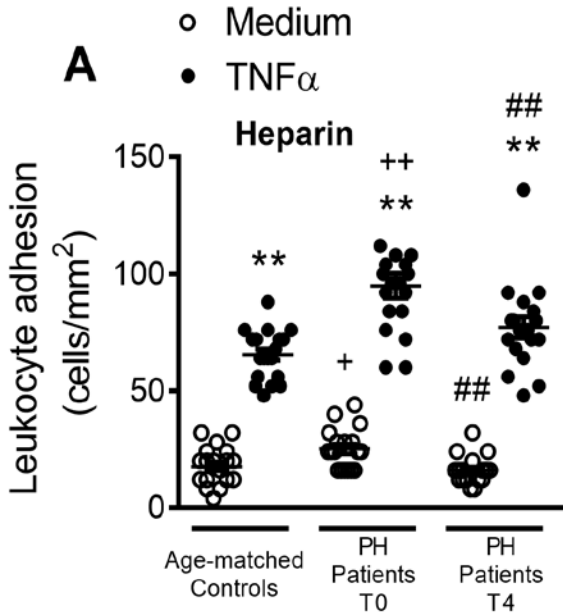 Medium
A
TNFα
Heparin
Leukocyte adhesion
(cells/mm²)
150
100
50
0
**
+
++
**
##
##
**
Age-matched
Controls
PH
Patients
T0
PH
Patients
T4